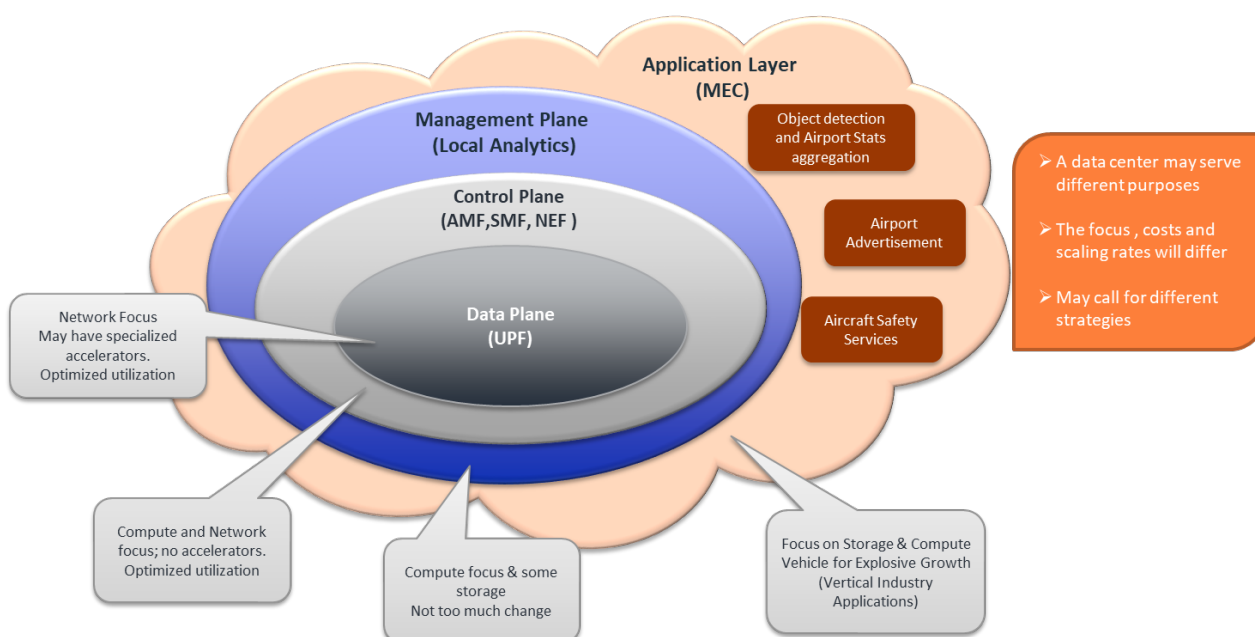 Application Layer
(MEC)
Management Plane
(Local Analytics)
Object detection
and Airport Stats
aggregation
Control Plane
(AMF,SMF, NEF )
Airport
Advertisement
Data Plane
(UPF)
Aircraft Safety
Services
➢ A data center may serve
different purposes
➢ The focus , costs and
scaling rates will differ
➢ May call for different
strategies
Network Focus
May have specialized
accelerators.
Optimized utilization
Compute and Network
focus; no accelerators.
Optimized utilization
Compute focus & some
storage
Not too much change
Focus on Storage & Compute
Vehicle for Explosive Growth
(Vertical Industry
Applications)